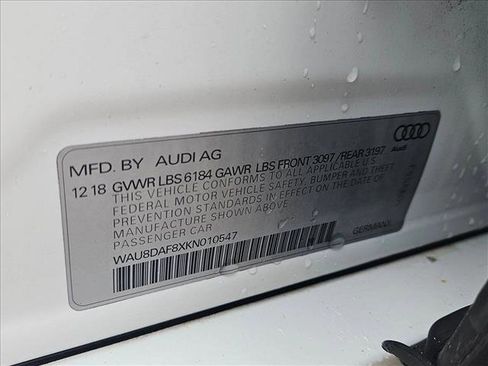 MFD. BY AUDI AG
12 18 GVWR LBS 6184 GAWR LBS FRONT 3097 /REAR 3197
THIS VEHICLE CONFORMS TO ALL APPLICABLE U.S.
FEDERAL MOTOR VEHICLE SAFETY, BUMPER AND THEFT
PREVENTION STANDARDS IN EFFECT ON THE DATE OF
MANUFACTURE SHOWN ABOVE.
PASSENGER CAR
WAU8DAF8XKN010547
GERMANY
Audi